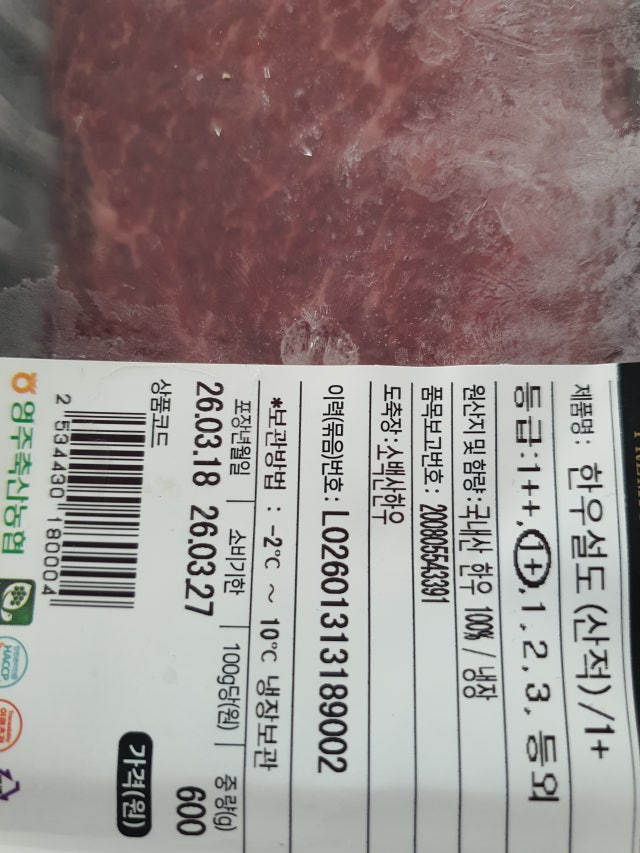 제품명: 한우설도 (산적)/1+
등급:1++,1+,1,2,3,등외
원산지 및 함량:국내산 한우 100% / 냉장
품목보고번호: 200805543391
도축장:소백산한우
이력(묶음)번호: L02601313189002
*보관방법 : -2℃ ~ 10℃ 냉장보관
포장년월일 소비기한 100g당(원) 중량(g)
26.03.18 26.03.27 600
상품코드 가격(원)
2 534430 180004
영주축산농협
HACCP